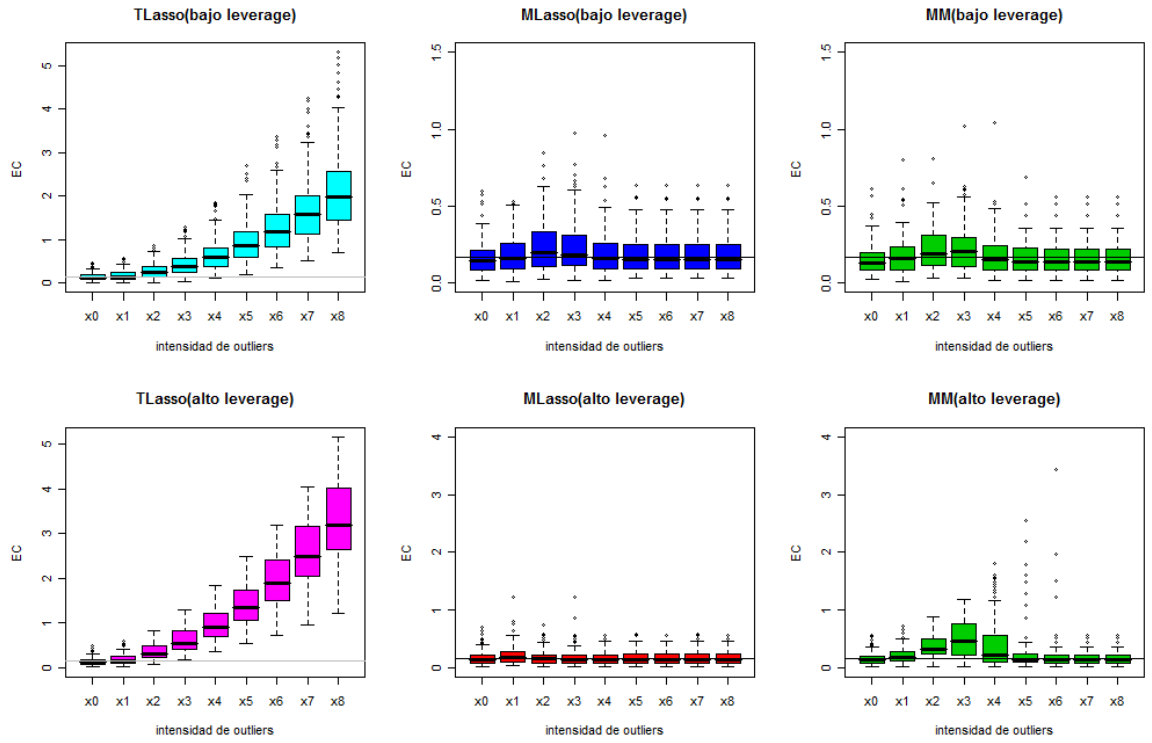 TLasso(bajo leverage)
MLasso(bajo leverage)
MM(bajo leverage)
EC
0
1
2
3
4
5
x0 x1 x2 x3 x4 x5 x6 x7 x8
intensidad de outliers
EC
0.0
0.5
1.0
1.5
x0 x1 x2 x3 x4 x5 x6 x7 x8
intensidad de outliers
EC
0.0
0.5
1.0
1.5
x0 x1 x2 x3 x4 x5 x6 x7 x8
intensidad de outliers
TLasso(alto leverage)
MLasso(alto leverage)
MM(alto leverage)
EC
0
1
2
3
4
5
x0 x1 x2 x3 x4 x5 x6 x7 x8
intensidad de outliers
EC
0
1
2
3
4
x0 x1 x2 x3 x4 x5 x6 x7 x8
intensidad de outliers
EC
0
1
2
3
4
x0 x1 x2 x3 x4 x5 x6 x7 x8
intensidad de outliers